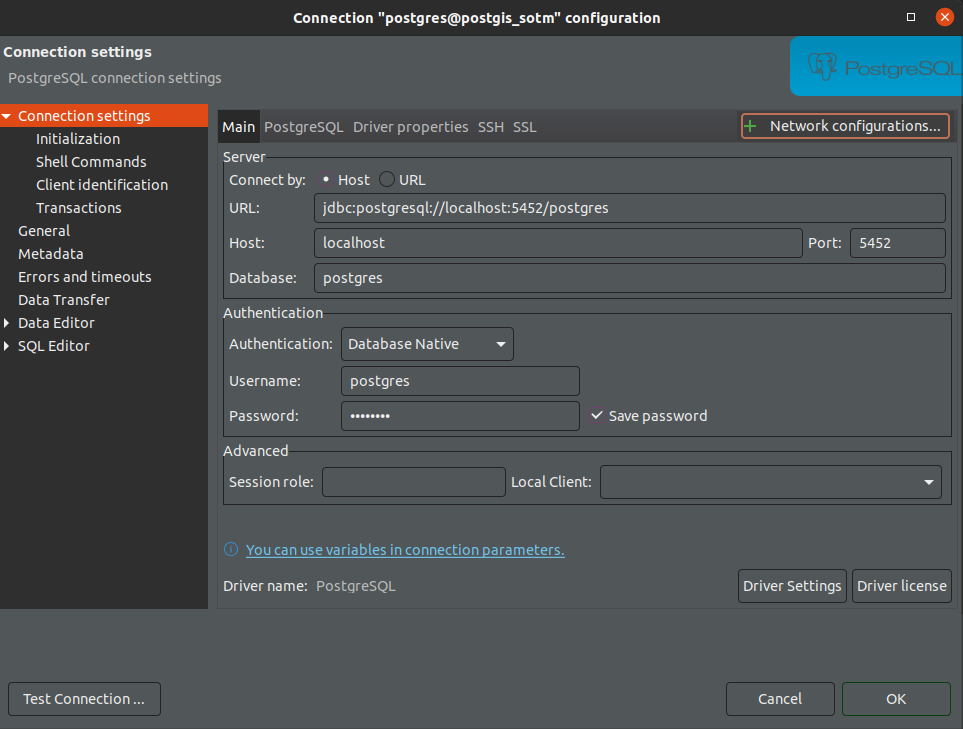 Connection "postgres@postgis_sotm" configuration
Connection settings
PostgreSQL connection settings
PostgreSQL
Connection settings
Initialization
Shell Commands
Client identification
Transactions
General
Metadata
Errors and timeouts
Data Transfer
Data Editor
SQL Editor
Main PostgreSQL Driver properties SSH SSL
Network configurations...
Server
Connect by: Host URL
URL: jdbc:postgresql://localhost:5452/postgres
Host: localhost Port: 5452
Database: postgres
Authentication
Authentication: Database Native
Username: postgres
Password: ••••••••
Save password
Advanced
Session role: Local Client:
You can use variables in connection parameters.
Driver name: PostgreSQL
Driver Settings Driver license
Test Connection ... Cancel OK